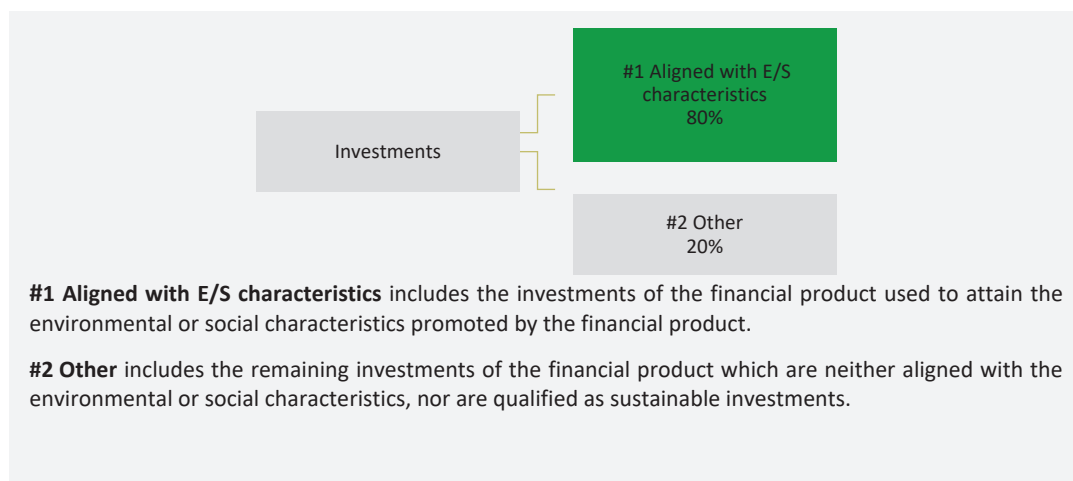 #1 Aligned with E/S
characteristics
80%
Investments
#2 Other
20%
#1 Aligned with E/S characteristics includes the investments of the financial product used to attain the
environmental or social characteristics promoted by the financial product.
#2 Other includes the remaining investments of the financial product which are neither aligned with the
environmental or social characteristics, nor are qualified as sustainable investments.